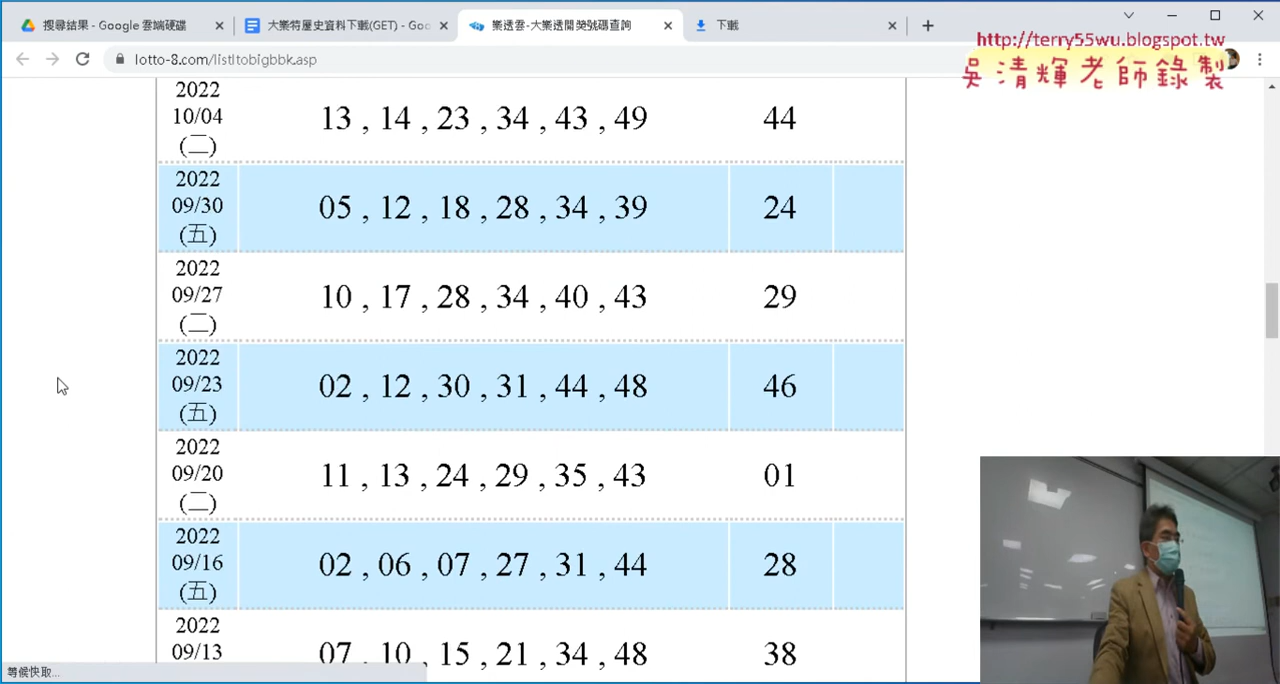 搜尋結果 - Google 雲端硬碟
大樂特歷史資料下載(GET) - Goo
樂透雲-大樂透開獎號碼查詢
下載
lotto-8.com/listltobigbbk.asp
http://terry55wu.blogspot.tw
吳清輝老師錄製
2022
10/04
(二)
13 , 14 , 23 , 34 , 43 , 49
44
2022
09/30
(五)
05 , 12 , 18 , 28 , 34 , 39
24
2022
09/27
(二)
10 , 17 , 28 , 34 , 40 , 43
29
2022
09/23
(五)
02 , 12 , 30 , 31 , 44 , 48
46
2022
09/20
(二)
11 , 13 , 24 , 29 , 35 , 43
01
2022
09/16
(五)
02 , 06 , 07 , 27 , 31 , 44
28
2022
09/13
07 , 10 , 15 , 21 , 34 , 48
38
等候快取...